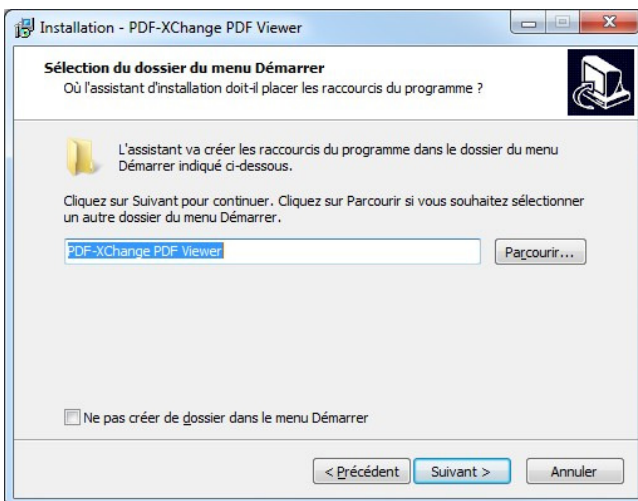 Installation - PDF-XChange PDF Viewer
Sélection du dossier du menu Démarrer
Où l'assistant d'installation doit-il placer les raccourcis du programme ?
L'assistant va créer les raccourcis du programme dans le dossier du menu
Démarrer indiqué ci-dessous.
Cliquez sur Suivant pour continuer. Cliquez sur Parcourir si vous souhaitez sélectionner
un autre dossier du menu Démarrer.
PDF-XChange PDF Viewer
Parcourir...
Ne pas créer de dossier dans le menu Démarrer
< Précédent
Suivant >
Annuler